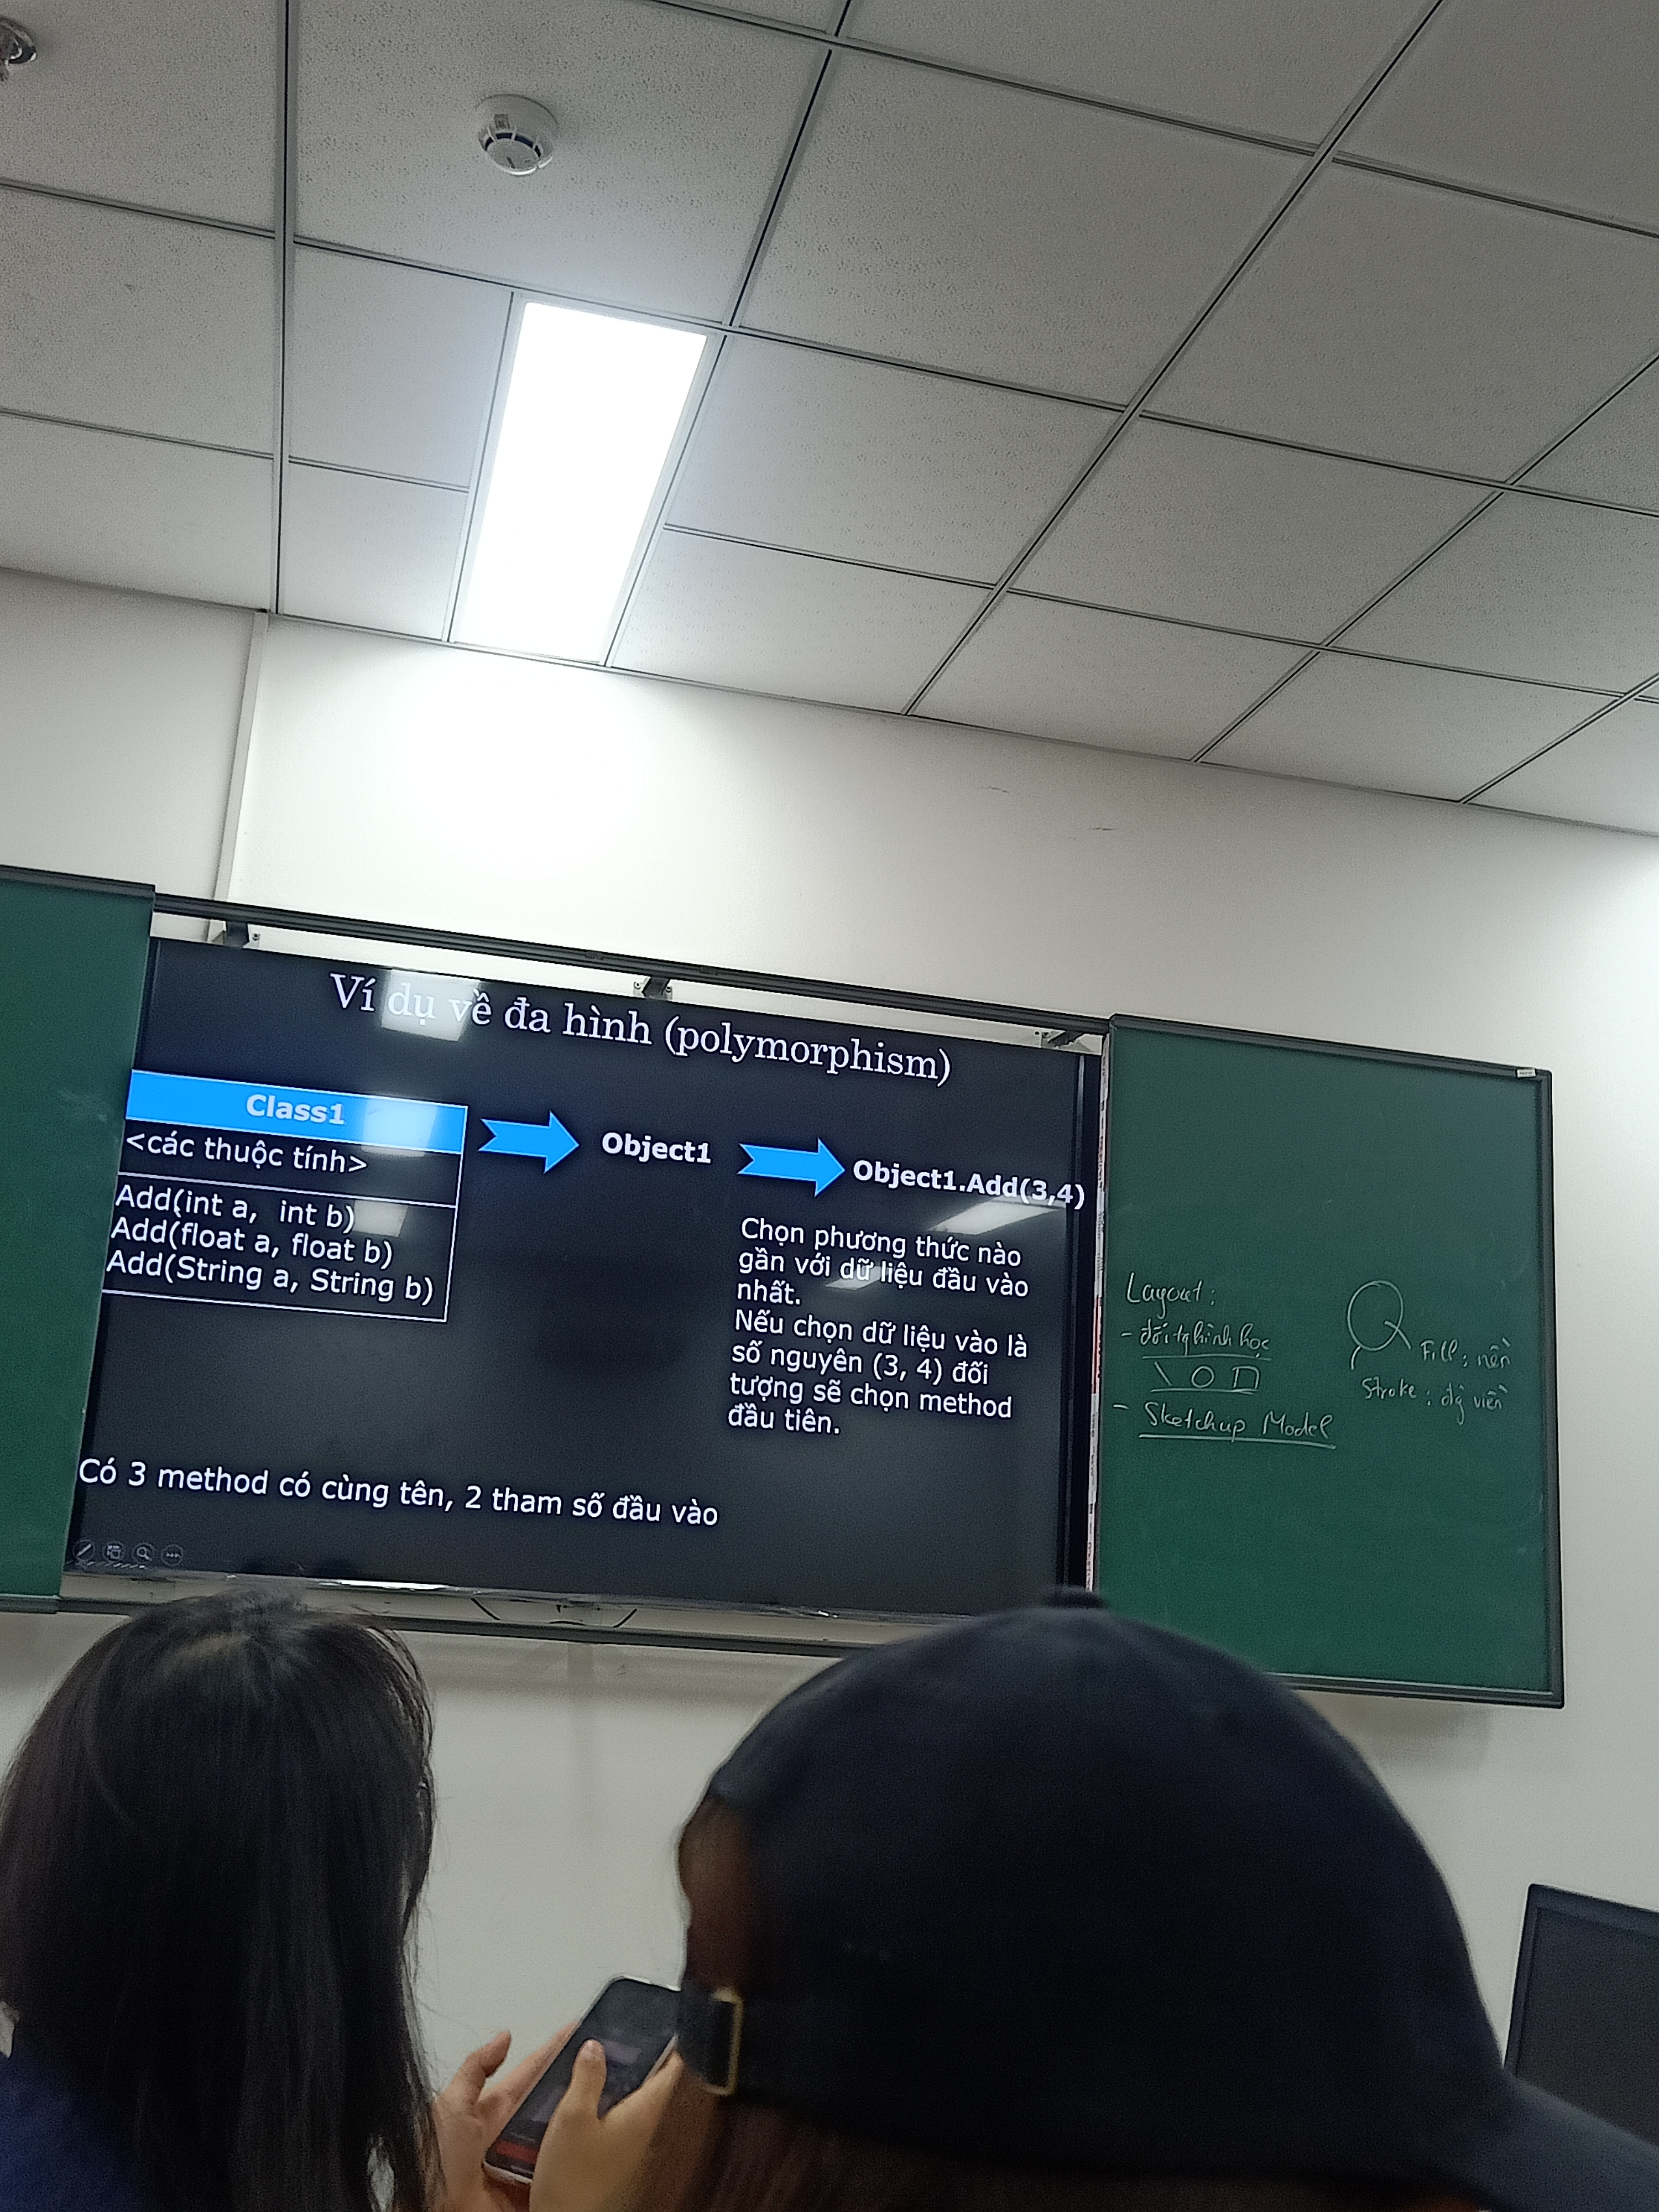 Ví dụ về đa hình (polymorphism)
Class1
<các thuộc tính>
Add(int a, int b)
Add(float a, float b)
Add(String a, String b)
Object1
Object1.Add(3,4)
Chọn phương thức nào
gần với dữ liệu đầu vào
nhất.
Nếu chọn dữ liệu vào là
số nguyên (3, 4) đối
tượng sẽ chọn method
đầu tiên.
Có 3 method có cùng tên, 2 tham số đầu vào
Layout:
- đối tg hình học
- Sketchup Model
Fill: nền
Stroke: đg viền